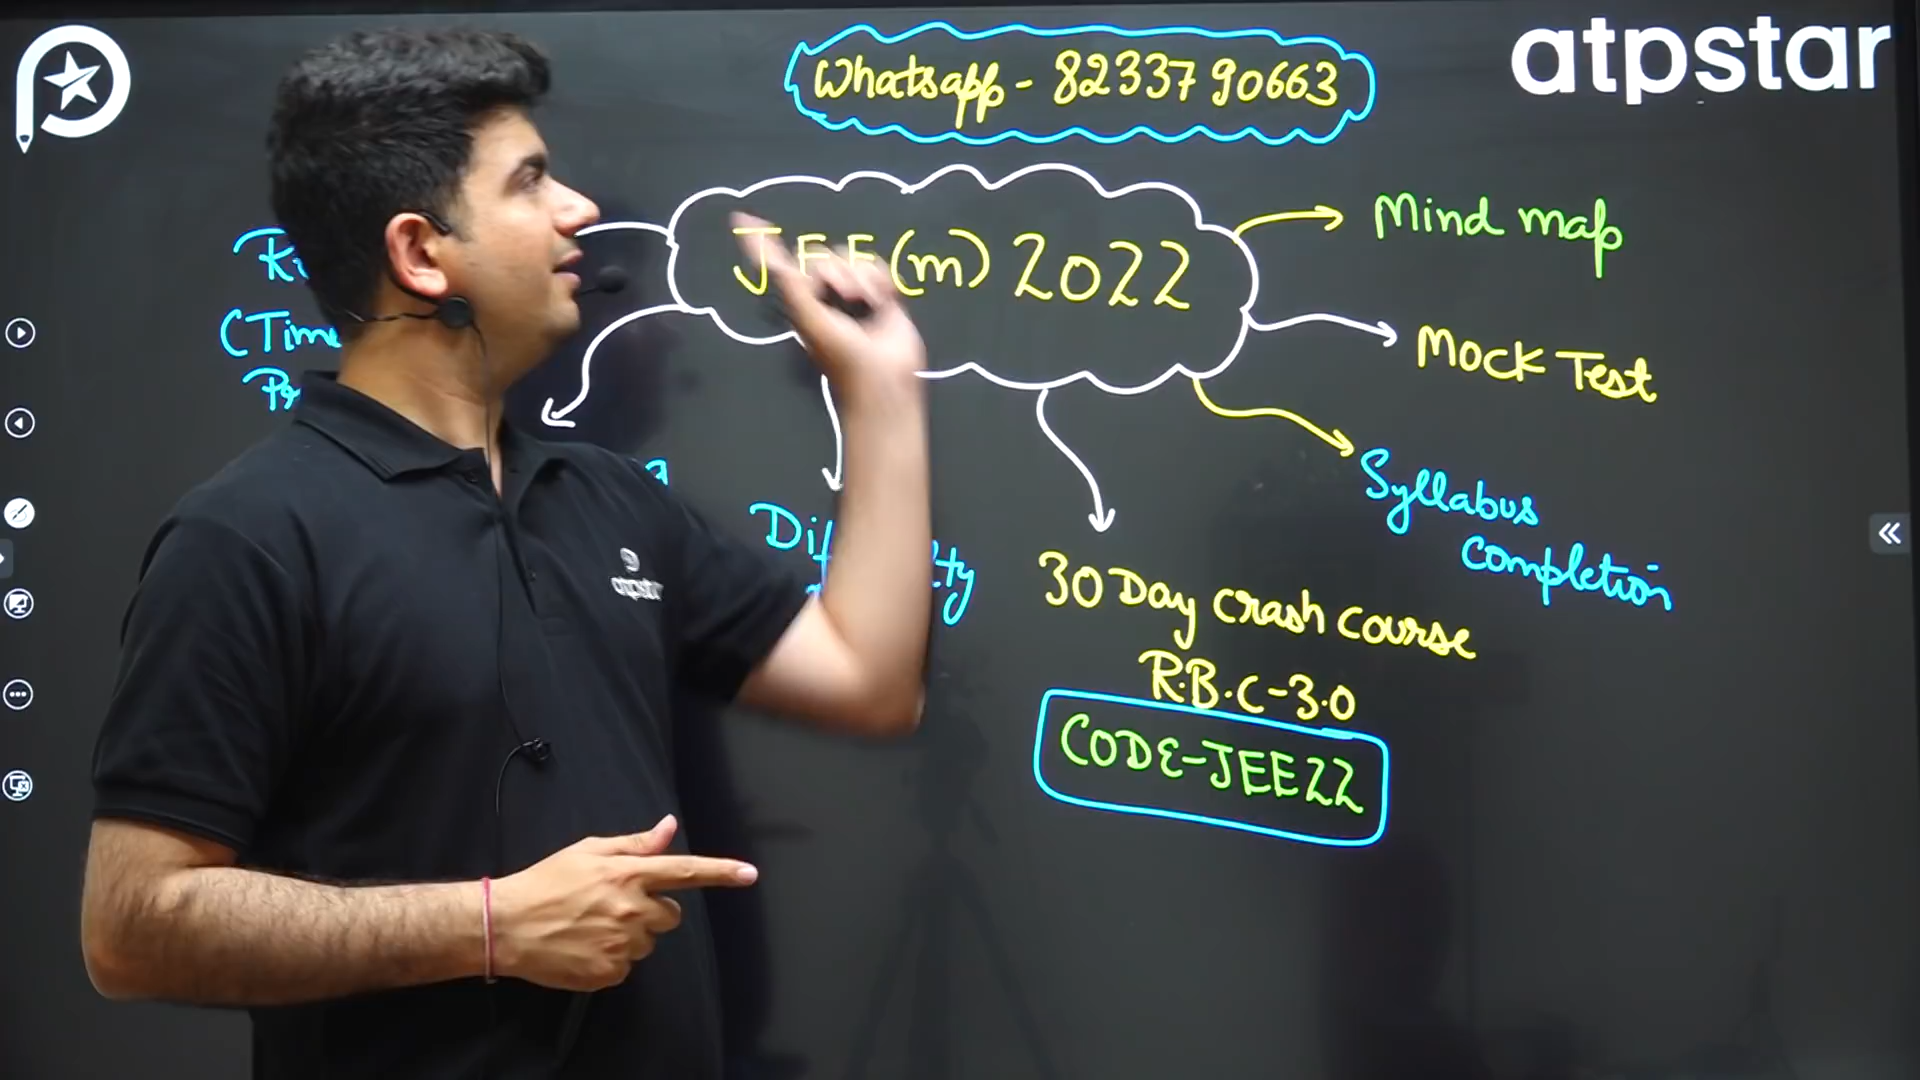 atpstar
Whatsapp - 8233790663
JEE(m) 2022
Mind map
Mock Test
Syllabus
completion
30 Day crash course
R.B.C-3.0
CODE-JEE22
atpstar